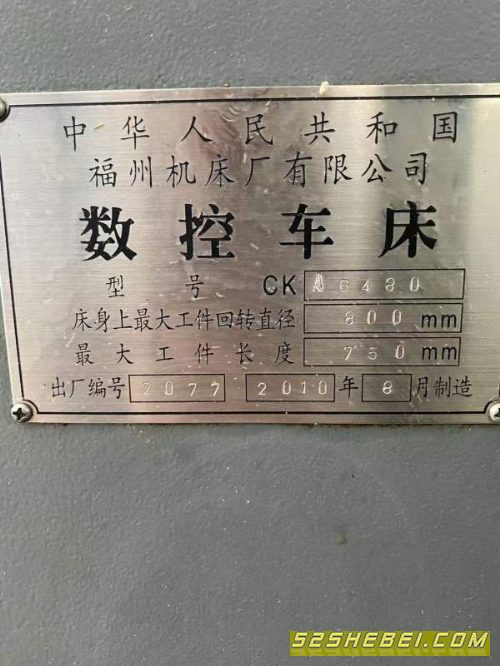 中华人民共和国
福州机床厂有限公司
数控车床
型号 CK 6480
床身上最大工件回转直径 800 mm
最大工件长度 750 mm
出厂编号 2077 2010 年 8 月制造
52SHEBEI.COM